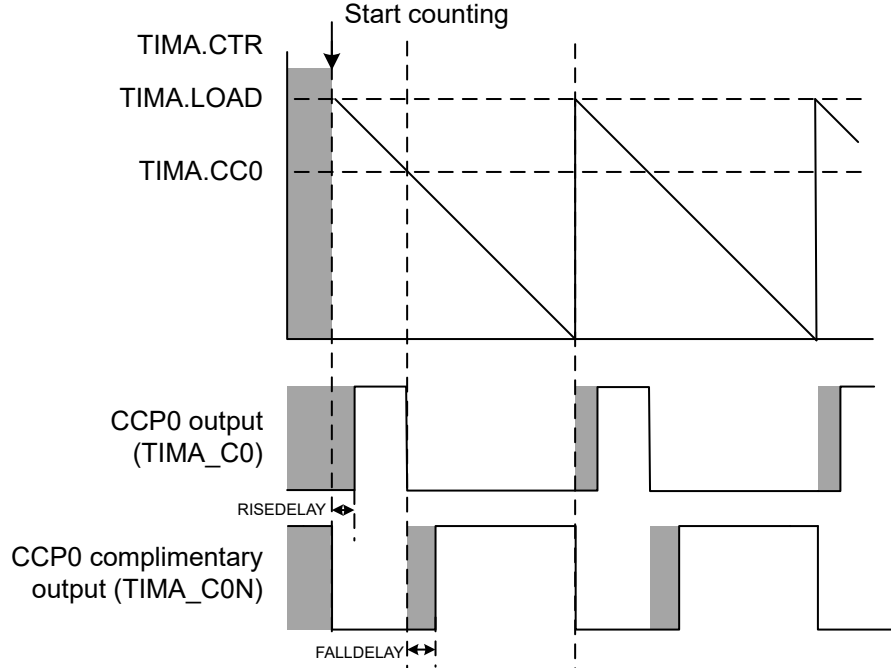 Start counting
TIMA.CTR
TIMA.LOAD
TIMA.CC0
CCP0 output
(TIMA_C0)
RISEDELAY
CCP0 complimentary
output (TIMA_C0N)
FALLDELAY